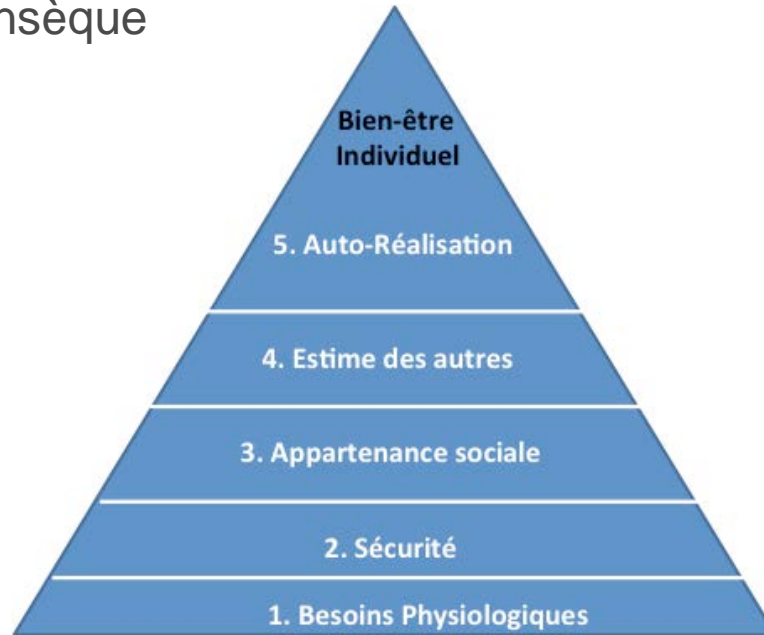 nsèque
Bien-être
Individuel
5. Auto-Réalisation
4. Estime des autres
3. Appartenance sociale
2. Sécurité
1. Besoins Physiologiques